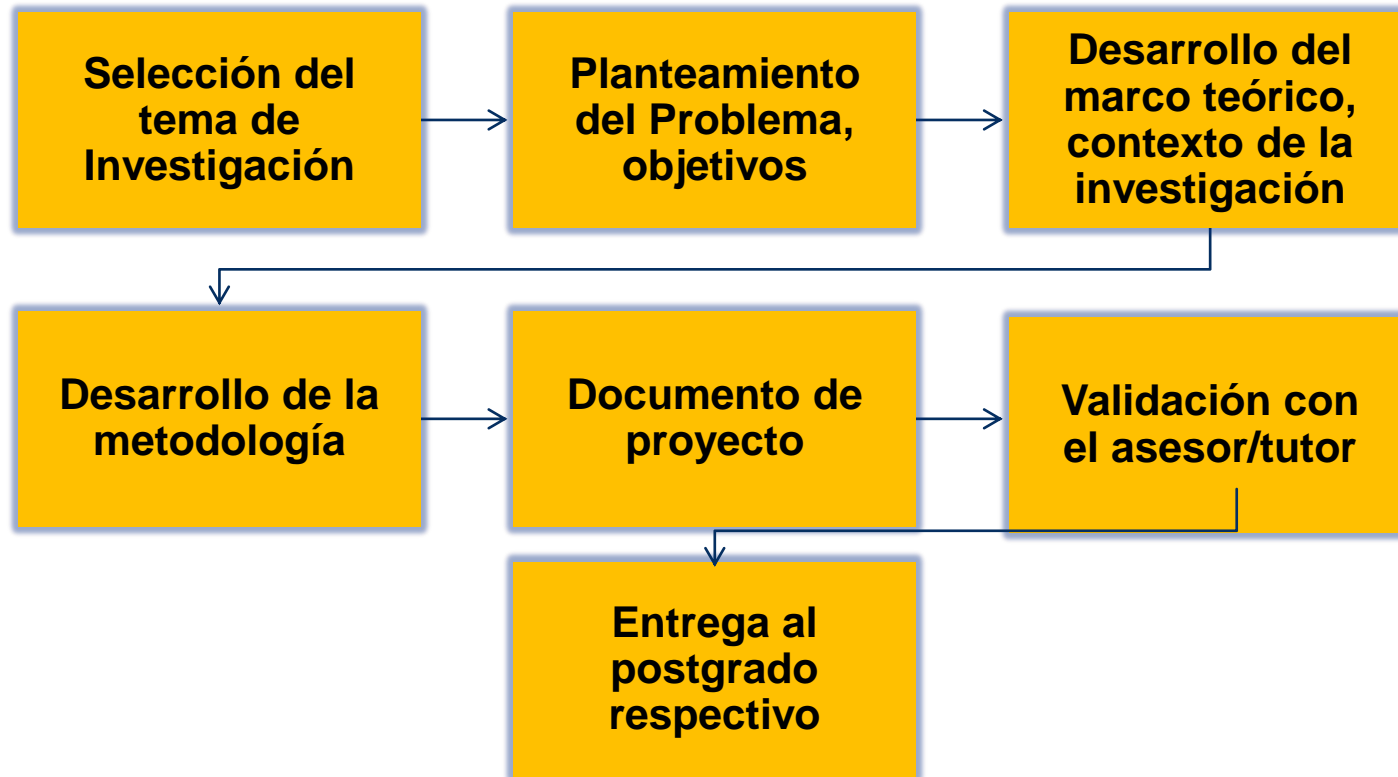 Selección del
tema de
Investigación
Planteamiento
del Problema,
objetivos
Desarrollo del
marco teórico,
contexto de la
investigación
Desarrollo de la
metodología
Documento de
proyecto
Validación con
el asesor/tutor
Entrega al
postgrado
respectivo